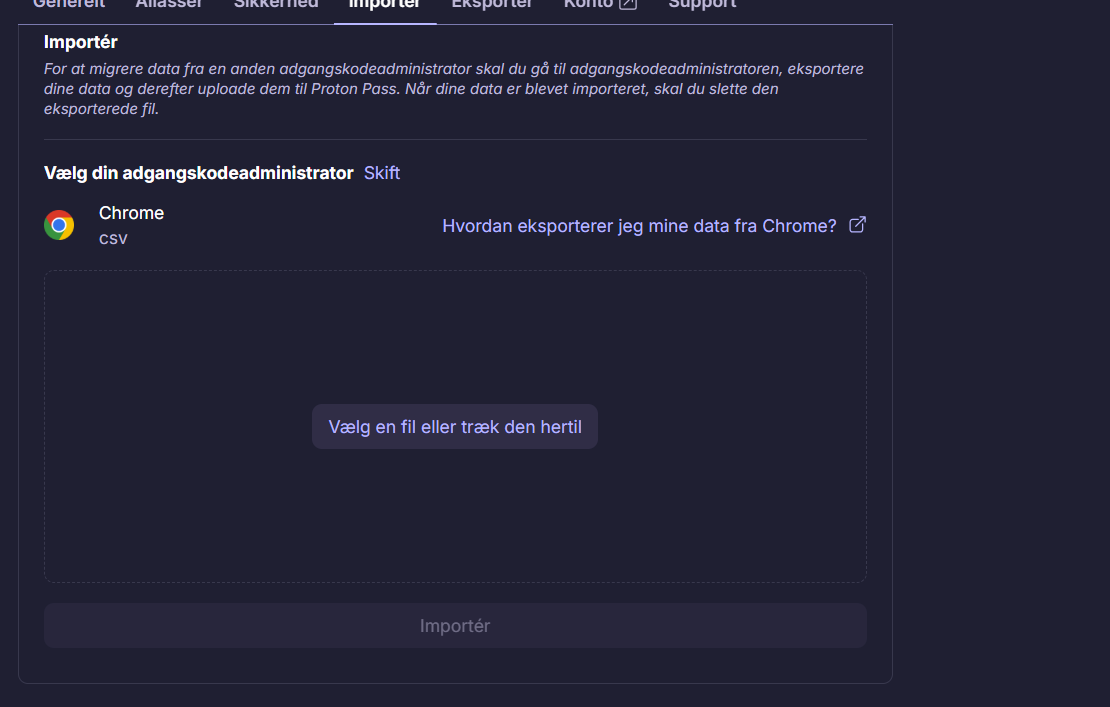 Generelt Aliasser Sikkerhed Importér Eksportér Konto Support
Importér
For at migrere data fra en anden adgangskodeadministrator skal du gå til adgangskodeadministratoren, eksportere
dine data og derefter uploade dem til Proton Pass. Når dine data er blevet importeret, skal du slette den
eksporterede fil.
Vælg din adgangskodeadministrator Skift
Chrome
csv
Hvordan eksporterer jeg mine data fra Chrome?
Vælg en fil eller træk den hertil
Importér